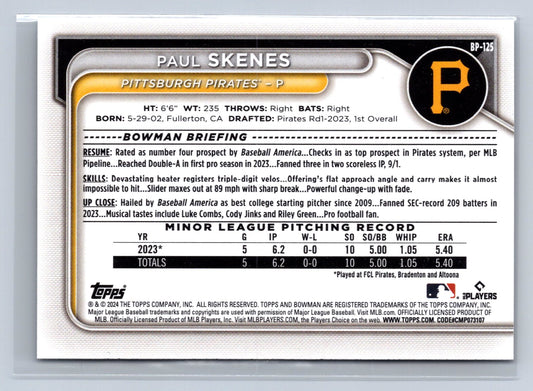 BP-125
PAUL SKENES
PITTSBURGH PIRATES® – P
P
HT: 6'6" WT: 235 THROWS: Right BATS: Right
BORN: 5-29-02, Fullerton, CA DRAFTED: Pirates Rd1-2023, 1st Overall
BOWMAN BRIEFING
RESUME: Rated as number four prospect by Baseball America...Checks in as top prospect in Pirates system, per MLB
Pipeline...Reached Double-A in first pro season in 2023...Fanned three in two scoreless IP, 9/1.
SKILLS: Devastating heater registers triple-digit velos...Offering's flat approach angle and carry makes it almost
impossible to hit...Slider maxes out at 89 mph with sharp break...Powerful change-up with fade.
UP CLOSE: Hailed by Baseball America as best college starting pitcher since 2009...Fanned SEC-record 209 batters in
2023...Musical tastes include Luke Combs, Cody Jinks and Riley Green...Pro football fan.
MINOR LEAGUE PITCHING RECORD
YR G IP W-L SO SO/BB WHIP ERA
2023* 5 6.2 0-0 10 5.00 1.05 5.40
TOTALS 5 6.2 0-0 10 5.00 1.05 5.40
*Played at FCL Pirates, Bradenton and Altoona
Topps
PLAYERS
® & © 2024 THE TOPPS COMPANY, INC. ALL RIGHTS RESERVED. TOPPS AND BOWMAN ARE REGISTERED TRADEMARKS OF THE TOPPS COMPANY, INC.
Major League Baseball trademarks and copyrights are used with permission of Major League Baseball. Visit MLB.com. OFFICIALLY LICENSED PRODUCT OF
MLB. Officially Licensed Product of MLB Players, Inc. Visit MLBPLAYERS.com, the Players Choice on the web. WWW.TOPPS.COM. CODE#CMP073107